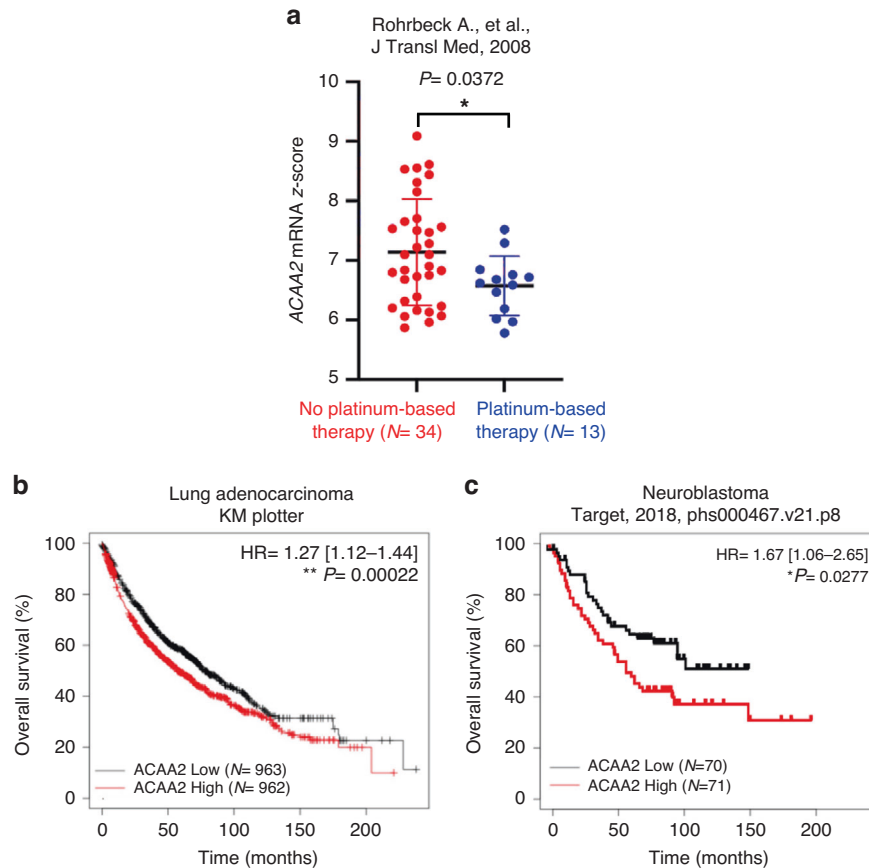 a
Rohrbeck A., et al.,
J Transl Med, 2008
P= 0.0372
*
10
9
8
7
6
5
ACAA2 mRNA z-score
No platinum-based
therapy (N= 34)
Platinum-based
therapy (N= 13)
b
Lung adenocarcinoma
KM plotter
HR= 1.27 [1.12–1.44]
** P= 0.00022
100
80
60
40
20
0
Overall survival (%)
ACAA2 Low (N= 963)
ACAA2 High (N= 962)
0 50 100 150 200
Time (months)
c
Neuroblastoma
Target, 2018, phs000467.v21.p8
HR= 1.67 [1.06–2.65]
*P= 0.0277
100
80
60
40
20
0
Overall survival (%)
ACAA2 Low (N=70)
ACAA2 High (N=71)
0 50 100 150 200
Time (months)